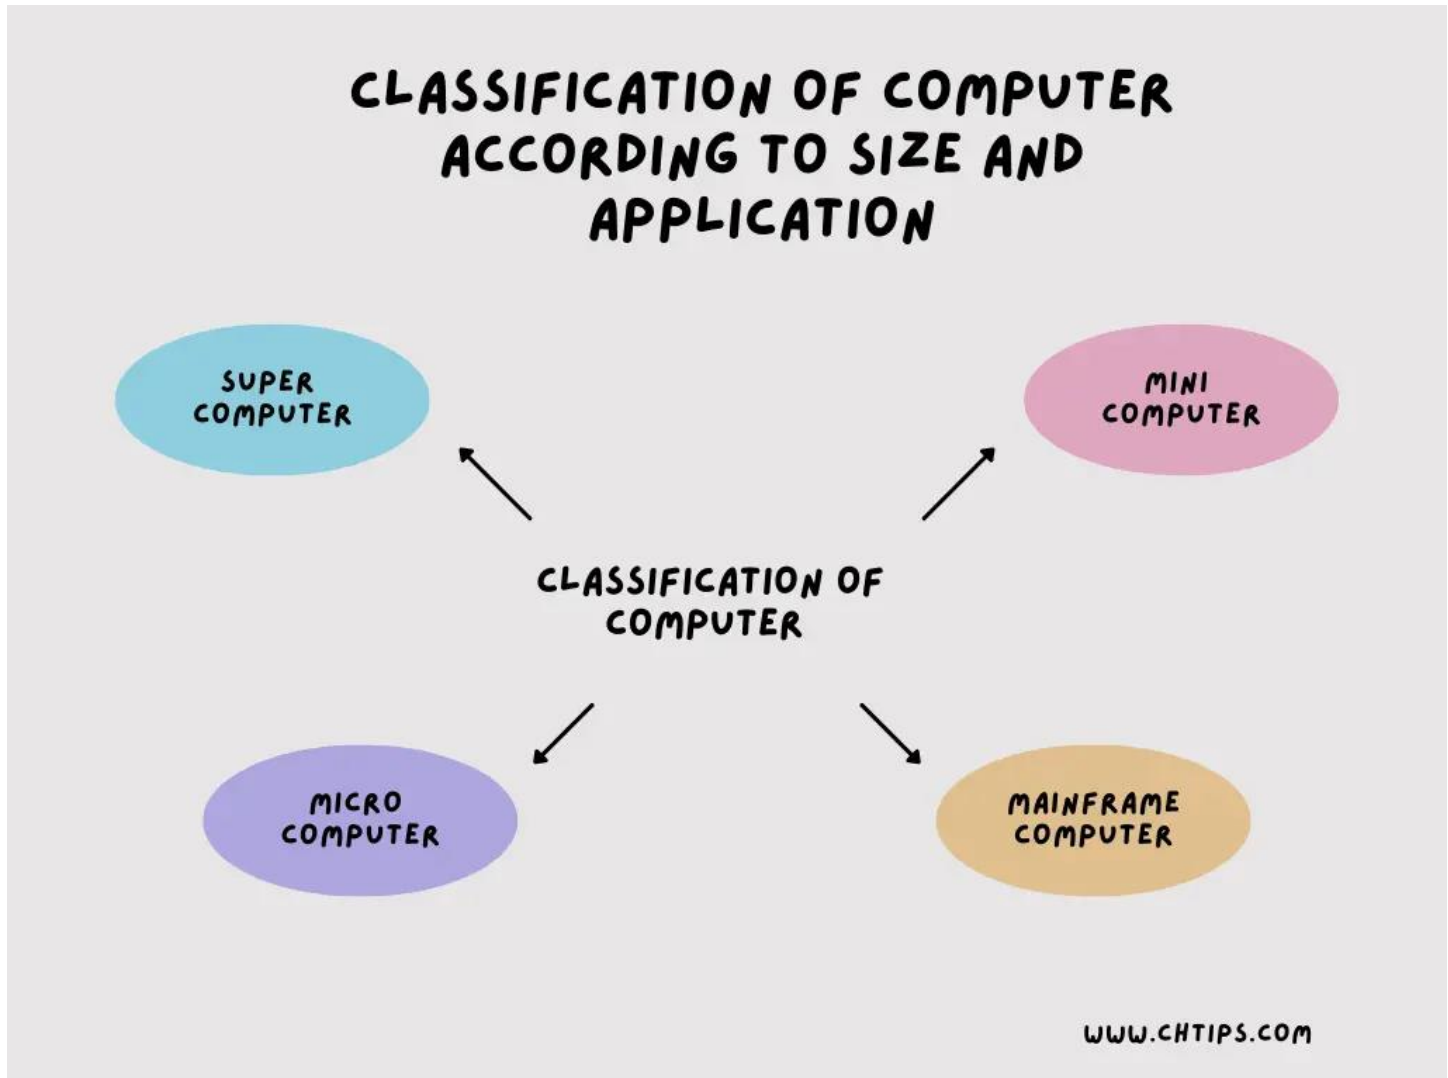 CLASSIFICATION OF COMPUTER
ACCORDING TO SIZE AND
APPLICATION
SUPER
COMPUTER
MINI
COMPUTER
CLASSIFICATION OF
COMPUTER
MICRO
COMPUTER
MAINFRAME
COMPUTER
WWW.CHTIPS.COM